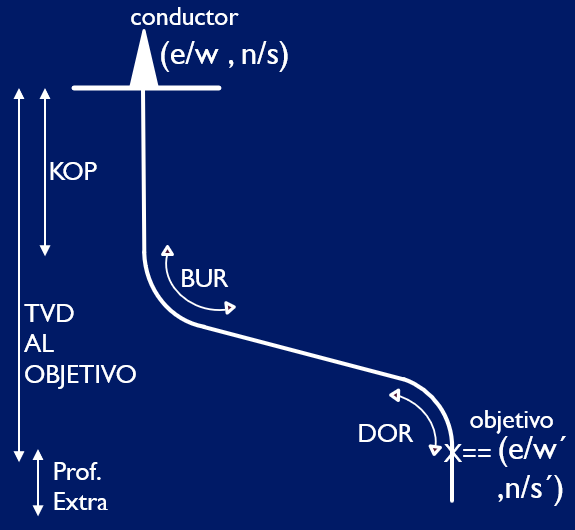 conductor
(e/w , n/s)
KOP
BUR
TVD
AL
OBJETIVO
DOR
objetivo
X== (e/w´
,n/s´)
Prof.
Extra